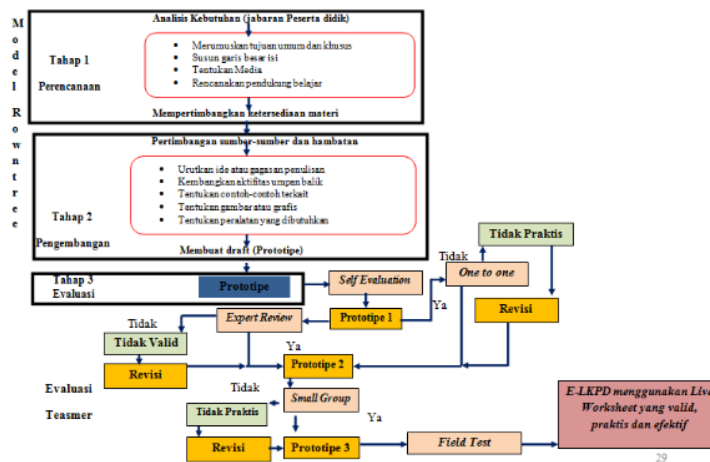 Model Rowntree
Analisis Kebutuhan (jabaran Peserta didik)
Tahap 1
Perencanaan
• Merumuskan tujuan umum dan khusus
• Susun garis besar isi
• Tentukan Media
• Rencanakan pendukung belajar
Mempertimbangkan ketersediaan materi
Pertimbangan sumber-sumber dan hambatan
Tahap 2
Pengembangan
• Urutkan ide atau gagasan penulisan
• Kembangkan aktifitas umpan balik
• Tentukan contoh-contoh terkait
• Tentukan gambar atau grafis
• Tentukan peralatan yang dibutuhkan
Membuat draft (Prototipe)
Tahap 3
Evaluasi
Prototipe
Self Evaluation
Tidak
One to one
Tidak Praktis
Ya
Revisi
Expert Review
Prototipe 1
Tidak
Tidak Valid
Revisi
Ya
Prototipe 2
Evaluasi
Teasmer
Tidak
Small Group
Tidak Praktis
Ya
Revisi
Prototipe 3
Field Test
E-LKPD menggunakan Live
Worksheet yang valid,
praktis dan efektif
29